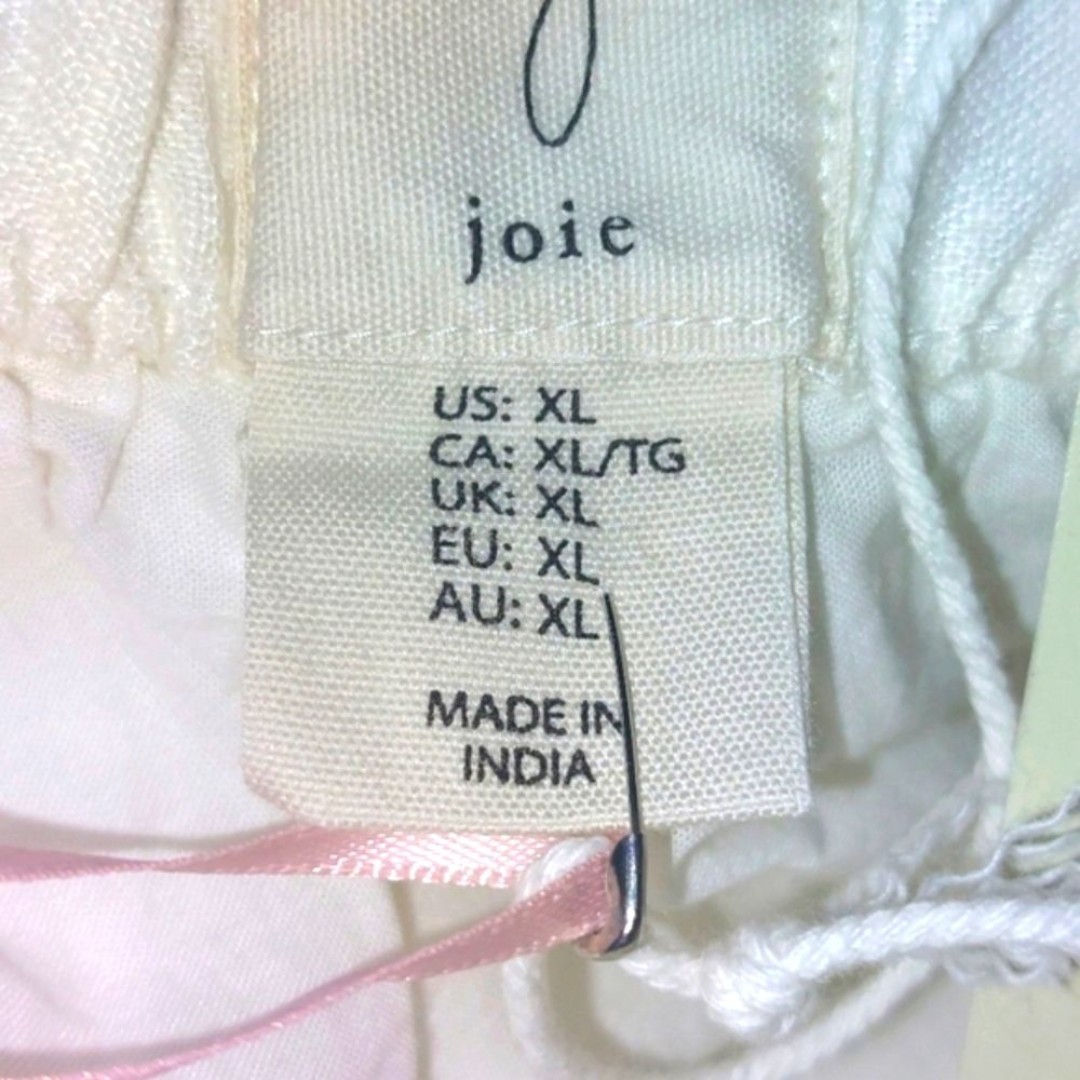 joie
US: XL
CA: XL/TG
UK: XL
EU: XL
AU: XL
MADE IN
INDIA